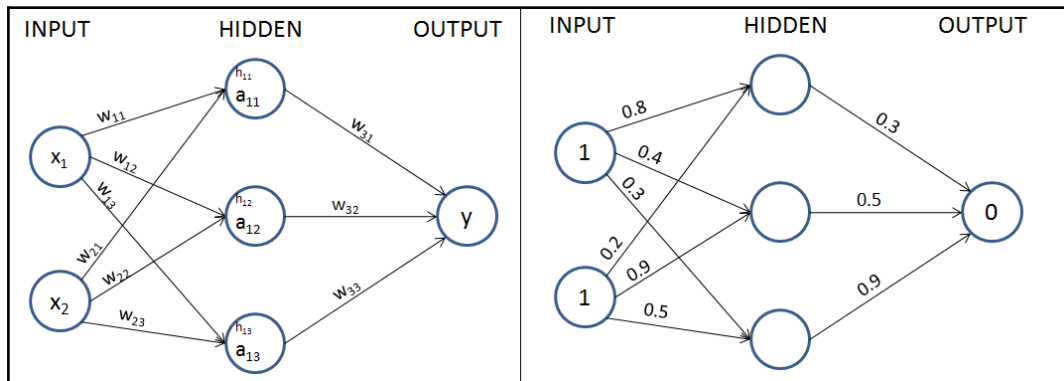 INPUT HIDDEN OUTPUT
h₁₁
a₁₁
w₁₁
w₃₁
x₁
w₁₂
w₁₃
h₁₂
a₁₂
w₃₂
y
w₂₁
w₂₂
x₂
w₂₃
w₃₃
h₁₃
a₁₃
INPUT HIDDEN OUTPUT
0.8
0.3
1
0.4
0.3
0.5
0
0.2
0.9
1
0.5
0.9